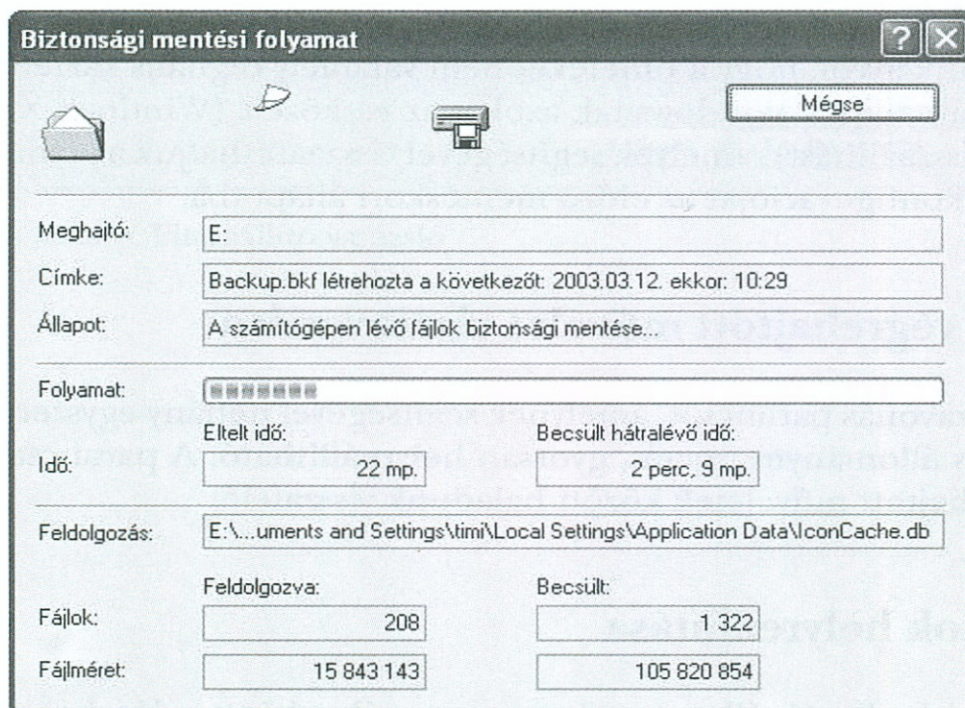 Biztonsági mentési folyamat
Mégse
Meghajtó: E:
Címke: Backup.bkf létrehozta a következőt: 2003.03.12. ekkor: 10:29
Állapot: A számítógépen lévő fájlok biztonsági mentése...
Folyamat:
Eltelt idő: Becsült hátralévő idő:
Idő: 22 mp. 2 perc, 9 mp.
Feldolgozás: E:\...uments and Settings\timi\Local Settings\Application Data\IconCache.db
Feldolgozva: Becsült:
Fájlok: 208 1 322
Fájlméret: 15 843 143 105 820 854